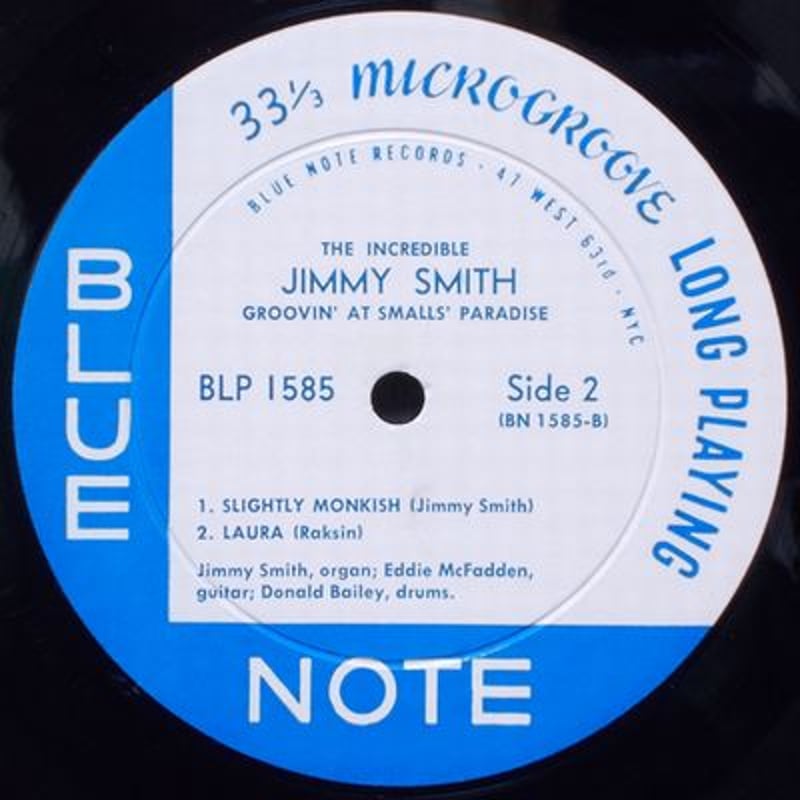 33⅓ MICROGROOVE LONG PLAYING
BLUE NOTE RECORDS · 47 WEST 63rd · NYC
THE INCREDIBLE
JIMMY SMITH
GROOVIN' AT SMALLS' PARADISE
BLP 1585
Side 2
(BN 1585-B)
1. SLIGHTLY MONKISH (Jimmy Smith)
2. LAURA (Raksin)
Jimmy Smith, organ; Eddie McFadden,
guitar; Donald Bailey, drums.
BLUE
NOTE